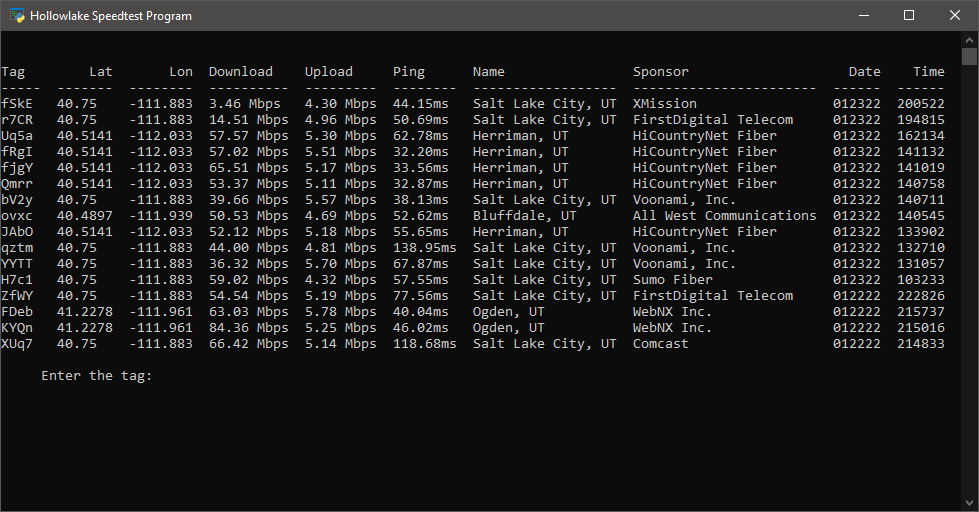 Hollowlake Speedtest Program
Tag Lat Lon Download Upload Ping Name Sponsor Date Time
----- ------- -------- ---------- --------- -------- ------------------ ----------------------- ------ ------
fSkE 40.75 -111.883 3.46 Mbps 4.30 Mbps 44.15ms Salt Lake City, UT XMission 012322 200522
r7CR 40.75 -111.883 14.51 Mbps 4.96 Mbps 50.69ms Salt Lake City, UT FirstDigital Telecom 012322 194815
Uq5a 40.5141 -112.033 57.57 Mbps 5.30 Mbps 62.78ms Herriman, UT HiCountryNet Fiber 012322 162134
fRgI 40.5141 -112.033 57.02 Mbps 5.51 Mbps 32.20ms Herriman, UT HiCountryNet Fiber 012322 141132
fjgY 40.5141 -112.033 65.51 Mbps 5.17 Mbps 33.56ms Herriman, UT HiCountryNet Fiber 012322 141019
Qmrr 40.5141 -112.033 53.37 Mbps 5.11 Mbps 32.87ms Herriman, UT HiCountryNet Fiber 012322 140758
bV2y 40.75 -111.883 39.66 Mbps 5.57 Mbps 38.13ms Salt Lake City, UT Voonami, Inc. 012322 140711
ovxc 40.4897 -111.939 50.53 Mbps 4.69 Mbps 52.62ms Bluffdale, UT All West Communications 012322 140545
JAbO 40.5141 -112.033 52.12 Mbps 5.18 Mbps 55.65ms Herriman, UT HiCountryNet Fiber 012322 133902
qztm 40.75 -111.883 44.00 Mbps 4.81 Mbps 138.95ms Salt Lake City, UT Voonami, Inc. 012322 132710
YYTT 40.75 -111.883 36.32 Mbps 5.70 Mbps 67.87ms Salt Lake City, UT Voonami, Inc. 012322 131057
H7c1 40.75 -111.883 59.02 Mbps 4.32 Mbps 57.55ms Salt Lake City, UT Sumo Fiber 012322 103233
ZfWY 40.75 -111.883 54.54 Mbps 5.19 Mbps 77.56ms Salt Lake City, UT FirstDigital Telecom 012222 222826
FDeb 41.2278 -111.961 63.03 Mbps 5.78 Mbps 40.04ms Ogden, UT WebNX Inc. 012222 215737
KYQn 41.2278 -111.961 84.36 Mbps 5.25 Mbps 46.02ms Ogden, UT WebNX Inc. 012222 215016
XUq7 40.75 -111.883 66.42 Mbps 5.14 Mbps 118.68ms Salt Lake City, UT Comcast 012222 214833
Enter the tag: